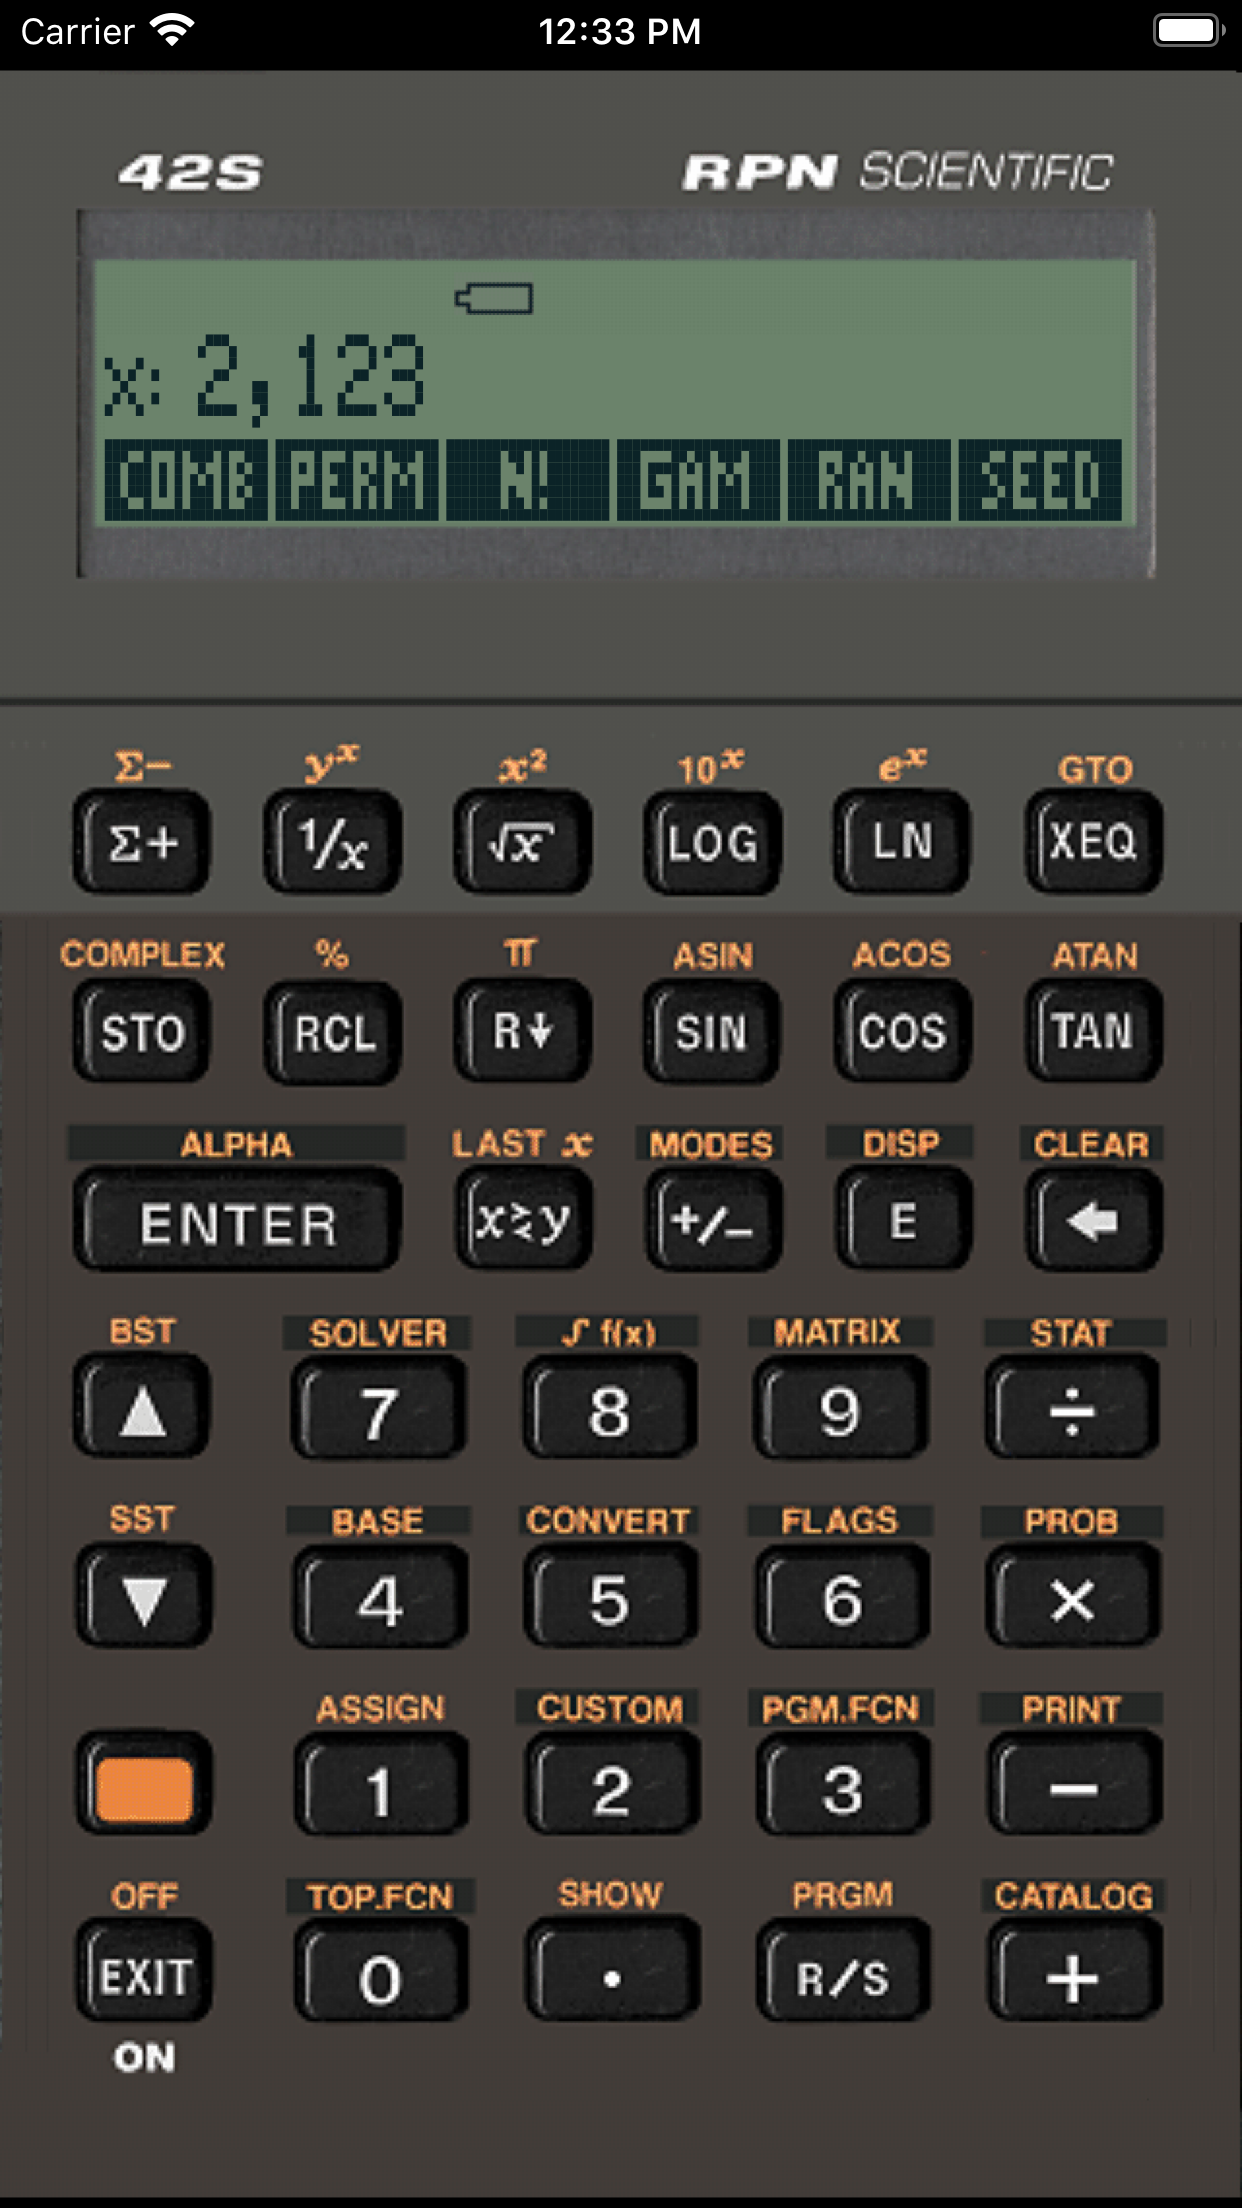 Carrier 12:33 PM
42S RPN SCIENTIFIC
x: 2,123
COMB PERM N! GAM RAN SEED
Σ− yˣ x² 10ˣ eˣ GTO
Σ+ 1/x √x LOG LN XEQ
COMPLEX % π ASIN ACOS ATAN
STO RCL R↓ SIN COS TAN
ALPHA LAST x MODES DISP CLEAR
ENTER x≷y +/− E ←
BST SOLVER ∫ f(x) MATRIX STAT
▲ 7 8 9 ÷
SST BASE CONVERT FLAGS PROB
▼ 4 5 6 ×
ASSIGN CUSTOM PGM.FCN PRINT
1 2 3 −
OFF TOP.FCN SHOW PRGM CATALOG
EXIT 0 . R/S +
ON